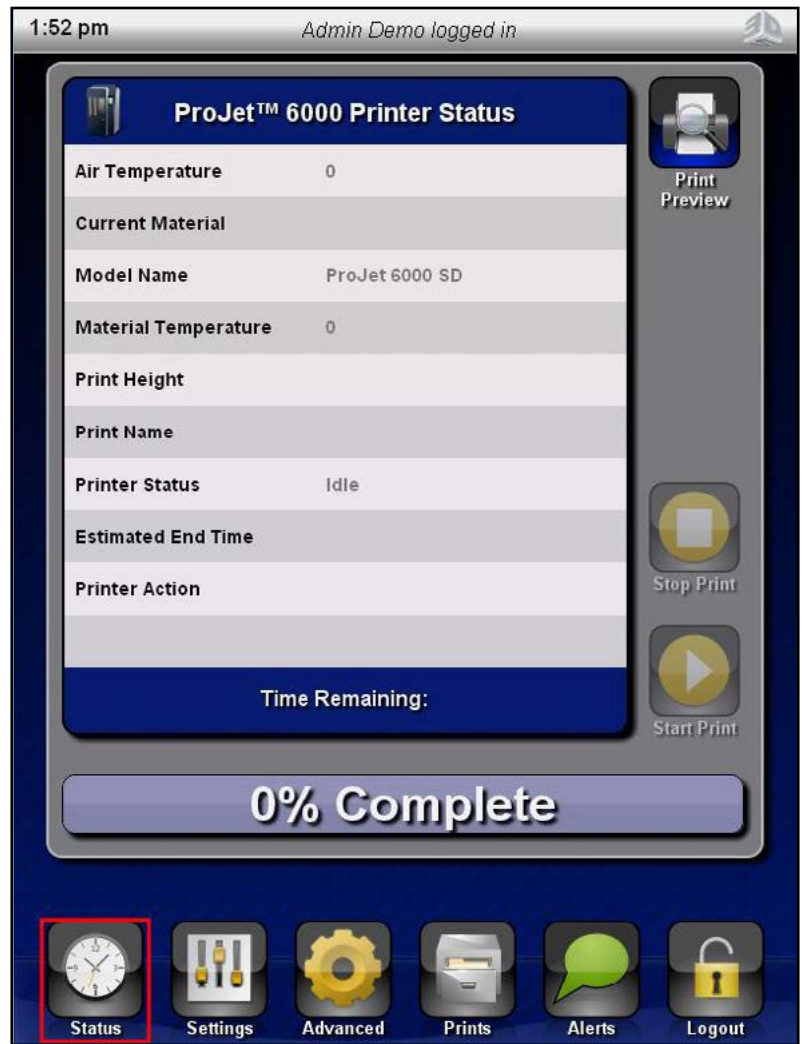 1:52 pm Admin Demo logged in 3D
ProJet™ 6000 Printer Status
Print Preview
Air Temperature 0
Current Material
Model Name ProJet 6000 SD
Material Temperature 0
Print Height
Print Name
Printer Status Idle
Estimated End Time
Printer Action
Stop Print
Time Remaining:
Start Print
0% Complete
Status Settings Advanced Prints Alerts Logout